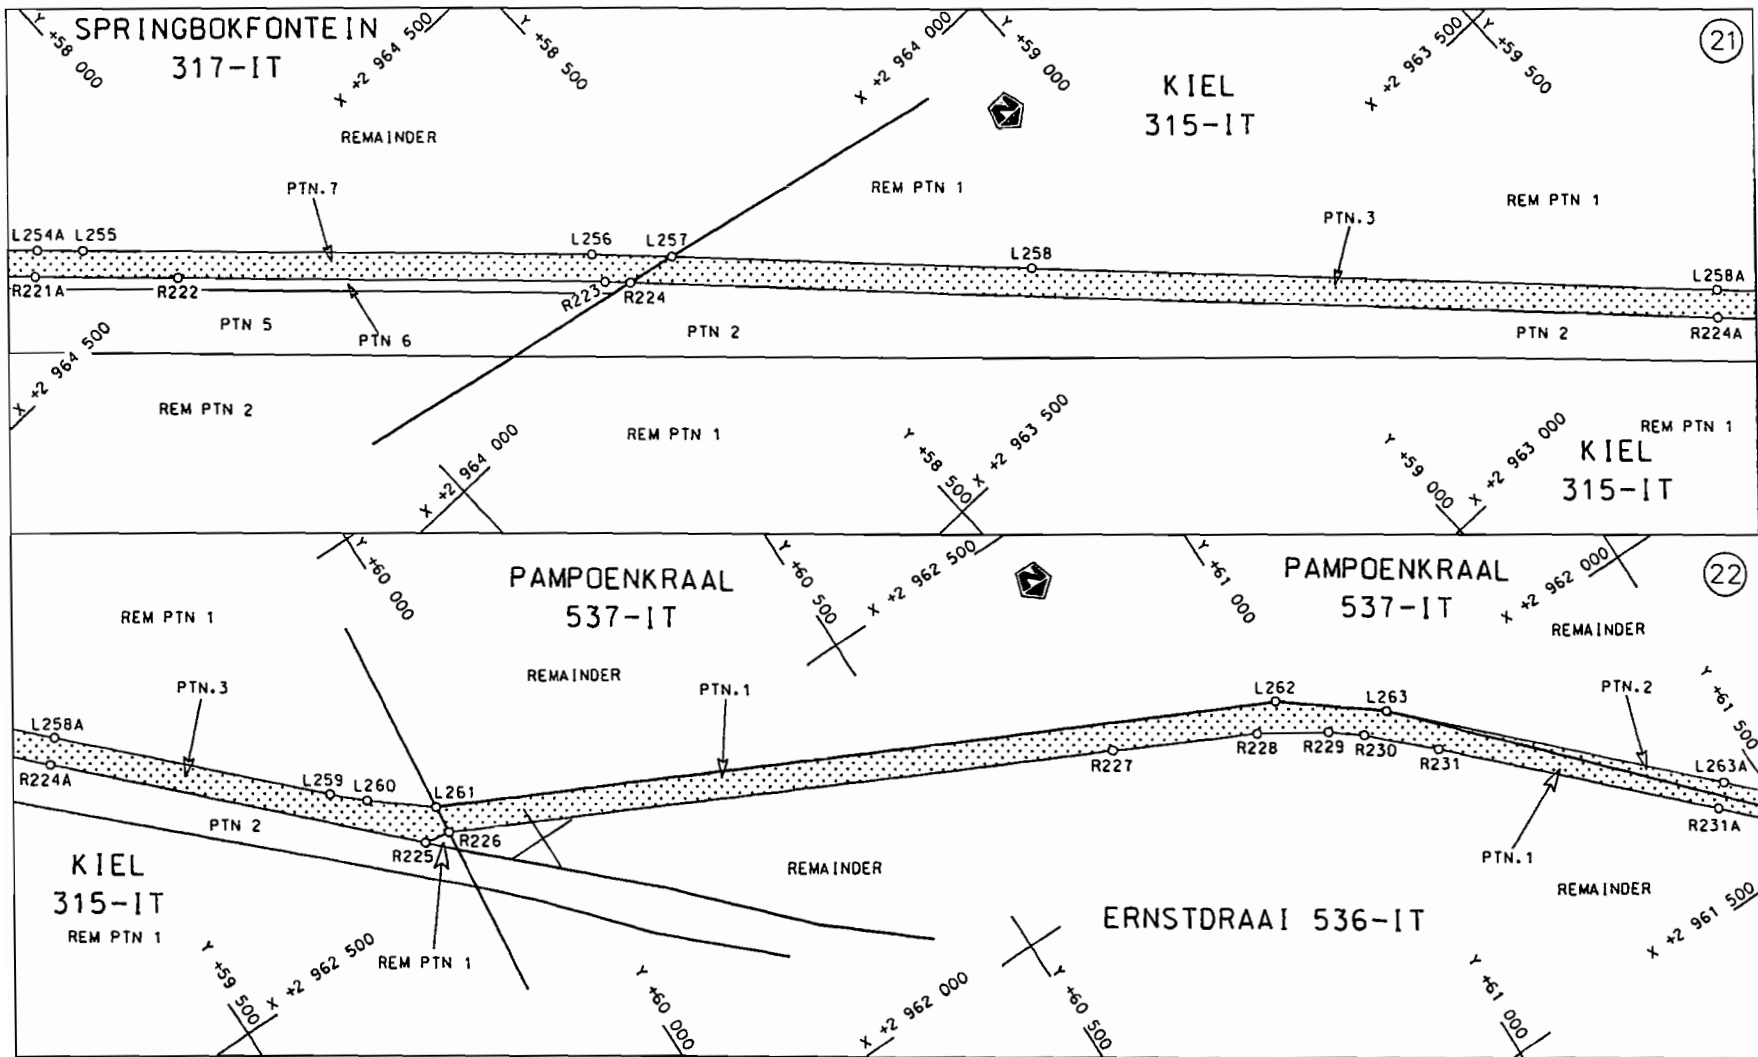 Y +58 000
SPRINGBOKFONTEIN
317-IT
X +2 964 500
Y +58 500
X +2 964 000
Y +59 000
KIEL
315-IT
X +2 963 500
Y +59 500
21
REMAINDER
PTN.7
REM PTN 1
REM PTN 1
PTN.3
L254A
L255
L256
L257
L258
L258A
R221A
R222
R223
R224
R224A
PTN 5
PTN 6
PTN 2
PTN 2
X +2 964 500
REM PTN 2
REM PTN 1
X +2 964 000
Y +58 500
X +2 963 500
Y +59 000
X +2 963 000
REM PTN 1
KIEL
315-IT
Y +60 000
PAMPOENKRAAL
537-IT
Y +60 500
X +2 962 500
Y +61 000
PAMPOENKRAAL
537-IT
X +2 962 000
22
REM PTN 1
REMAINDER
REMAINDER
PTN.3
PTN.1
PTN.2
Y +61 500
L258A
L259
L260
L261
L262
L263
L263A
R224A
R225
R226
R227
R228
R229
R230
R231
R231A
PTN 2
KIEL
315-IT
REM PTN 1
REMAINDER
PTN.1
REMAINDER
ERNSTDRAAI 536-IT
Y +59 500
X +2 962 500
REM PTN 1
Y +60 000
X +2 962 000
Y +60 500
Y +61 000
X +2 961 500